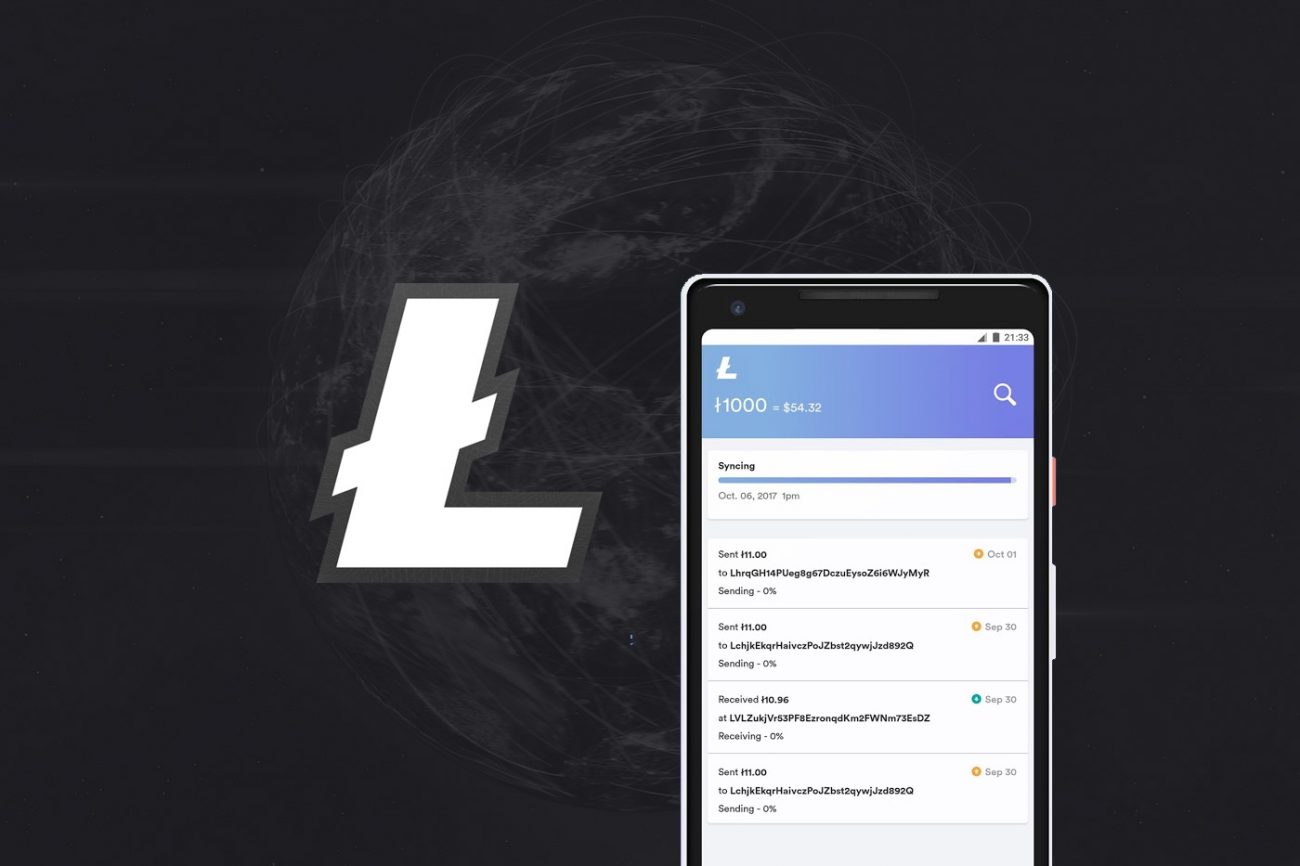 Ł
21:33
Ł
ł1000 = $54.32
Syncing
Oct. 06, 2017 1pm
Sent ł11.00 Oct 01
to LhrqGH14PUeg8g67DczuEysoZ6i6WJyMyR
Sending - 0%
Sent ł11.00 Sep 30
to LchjkEkqrHaivczPoJZbst2qywjJzd892Q
Sending - 0%
Received ł10.96 Sep 30
at LVLZukjVr53PF8EzronqdKm2FWNm73EsDZ
Receiving - 0%
Sent ł11.00 Sep 30
to LchjkEkqrHaivczPoJZbst2qywjJzd892Q
Sending - 0%